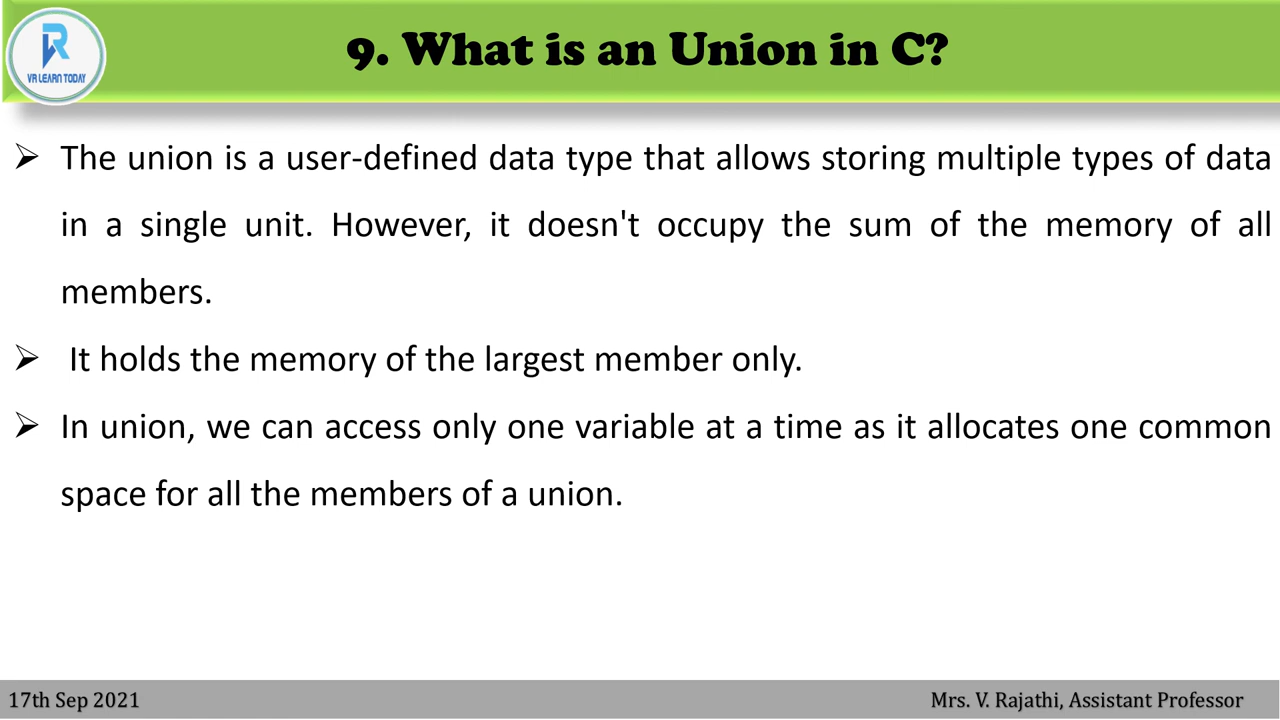 VR LEARN TODAY
9. What is an Union in C?
➢ The union is a user-defined data type that allows storing multiple types of data
in a single unit. However, it doesn't occupy the sum of the memory of all
members.
➢ It holds the memory of the largest member only.
➢ In union, we can access only one variable at a time as it allocates one common
space for all the members of a union.
17th Sep 2021
Mrs. V. Rajathi, Assistant Professor